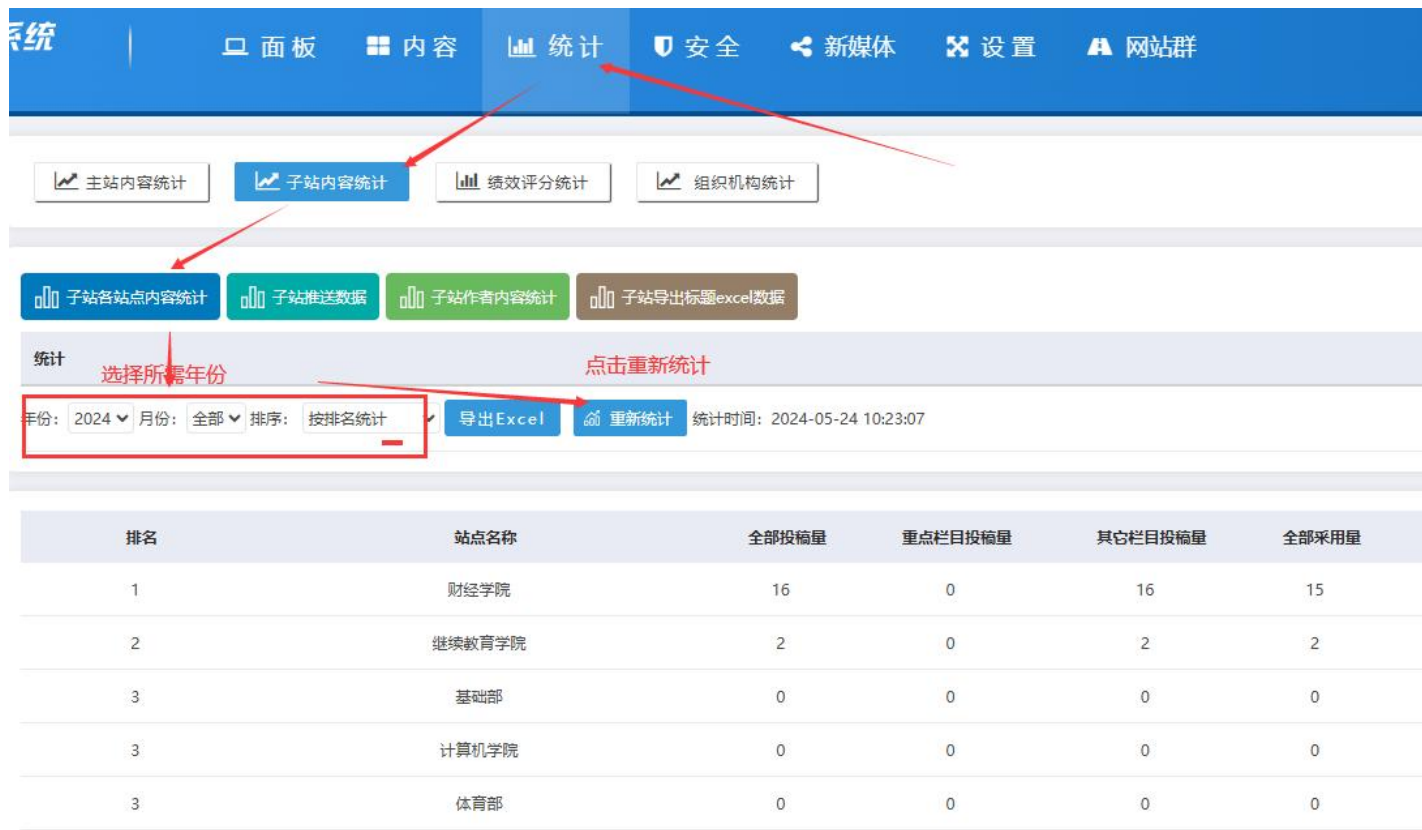 系统 面板 内容 统计 安全 新媒体 设置 网站群
主站内容统计 子站内容统计 绩效评分统计 组织机构统计
子站各站点内容统计 子站推送数据 子站作者内容统计 子站导出标题excel数据
统计
选择所需年份 点击重新统计
年份: 2024 月份: 全部 排序: 按排名统计 导出Excel 重新统计 统计时间: 2024-05-24 10:23:07
排名 站点名称 全部投稿量 重点栏目投稿量 其它栏目投稿量 全部采用量
1 财经学院 16 0 16 15
2 继续教育学院 2 0 2 2
3 基础部 0 0 0 0
3 计算机学院 0 0 0 0
3 体育部 0 0 0 0